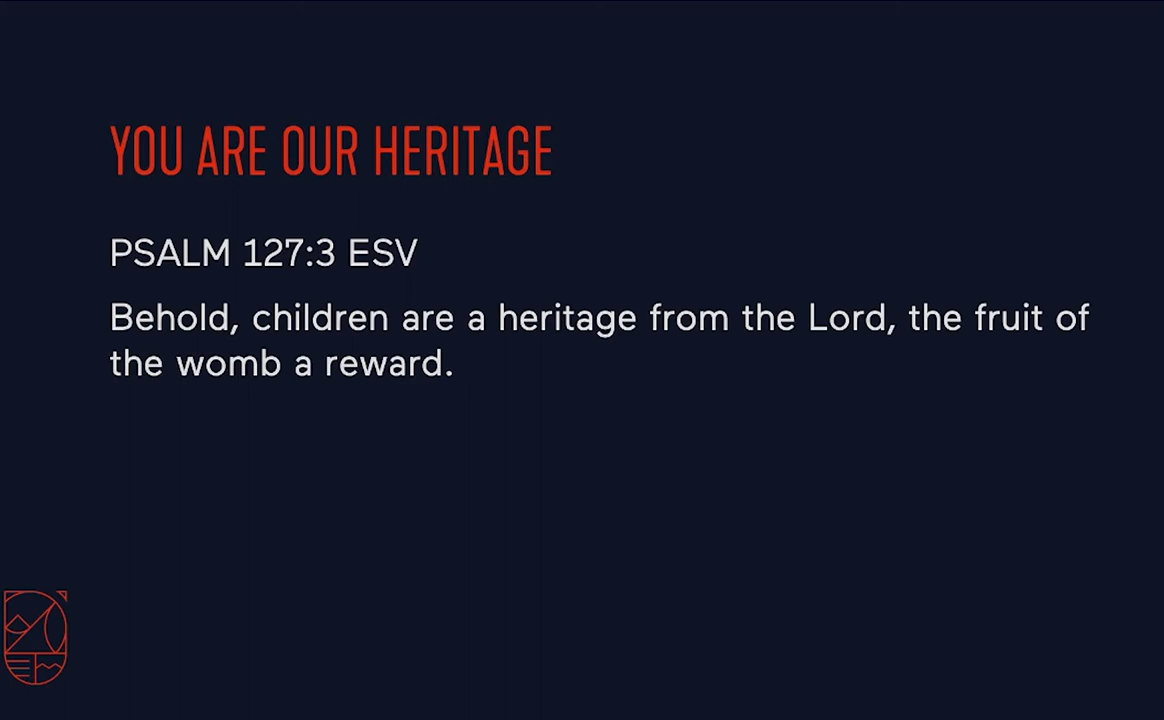 YOU ARE OUR HERITAGE
PSALM 127:3 ESV
Behold, children are a heritage from the Lord, the fruit of
the womb a reward.